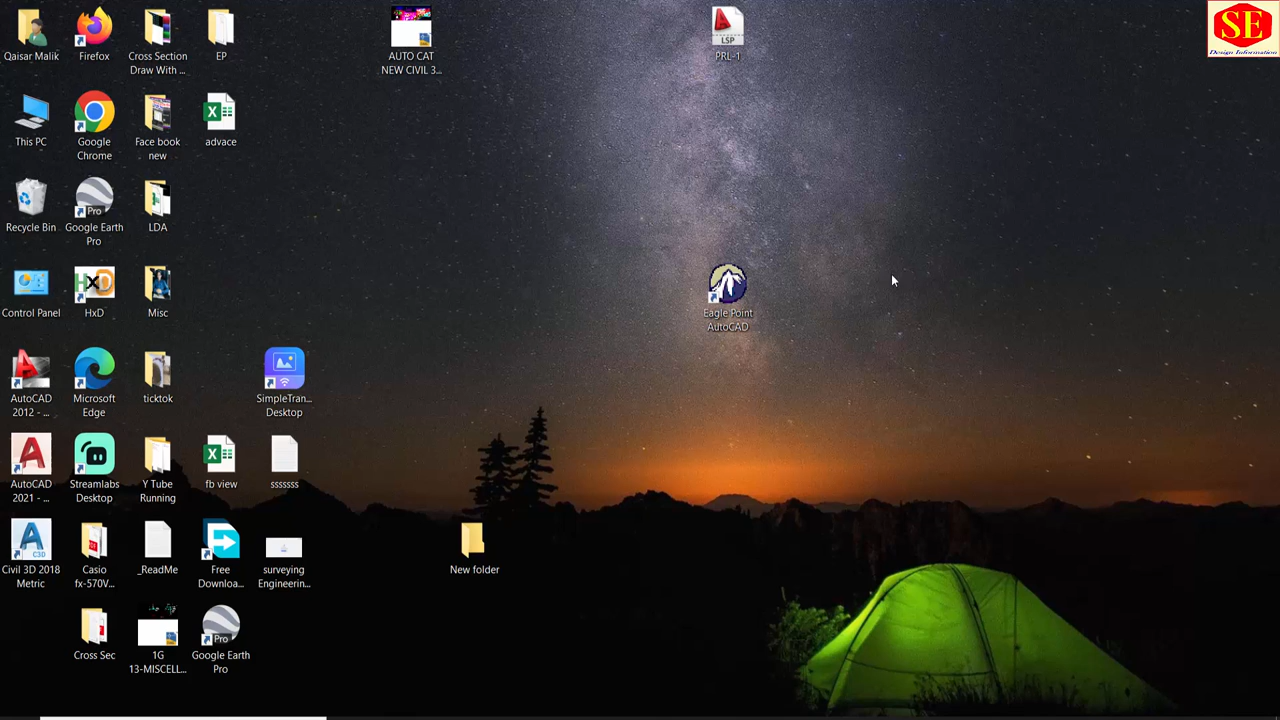 Qaisar Malik
Firefox
Cross Section
Draw With ...
EP
AUTO CAT
NEW CIVIL 3...
LSP
PRL-1
SE
Design Information
This PC
Google
Chrome
Face book
new
advace
Recycle Bin
Pro
Google Earth
Pro
LDA
Control Panel
HxD
HxD
Misc
Eagle Point
AutoCAD
AutoCAD
2012 - ...
Microsoft
Edge
ticktok
SimpleTran...
Desktop
AutoCAD
2021 - ...
Streamlabs
Desktop
Y Tube
Running
fb view
sssssss
C3D
Civil 3D 2018
Metric
Casio
fx-570V...
_ReadMe
Free
Downloa...
surveying
Engineerin...
New folder
Cross Sec
1G
13-MISCELL...
Pro
Google Earth
Pro